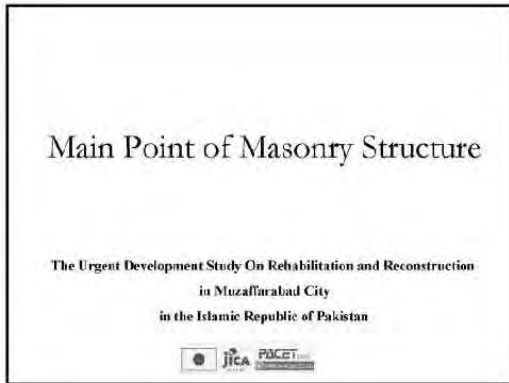 Main Point of Masonry Structure
The Urgent Development Study On Rehabilitation and Reconstruction
in Muzaffarabad City
in the Islamic Republic of Pakistan
jICA